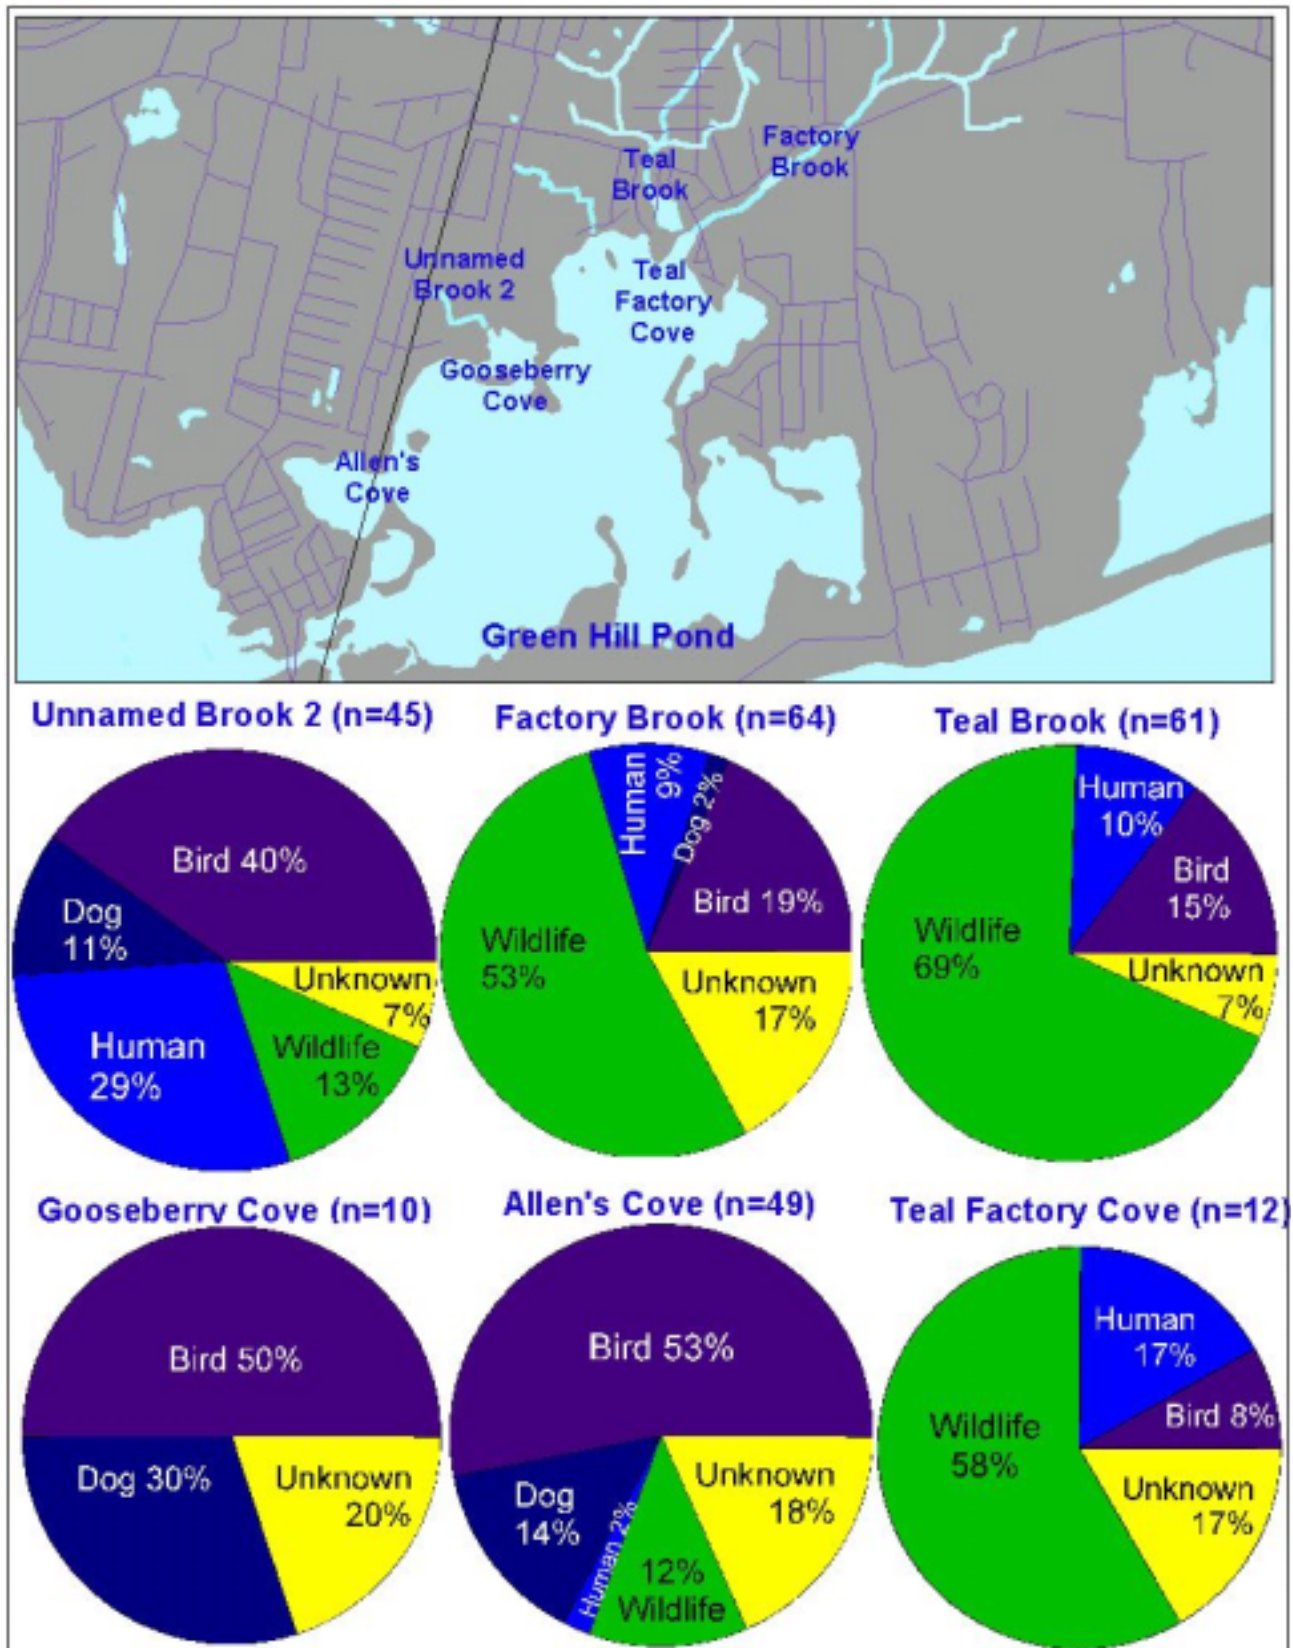 Factory
Brook
Teal
Brook
Unnamed
Brook 2
Teal
Factory
Cove
Gooseberry
Cove
Allen's
Cove
Green Hill Pond
Unnamed Brook 2 (n=45)
Bird 40%
Dog
11%
Human
29%
Wildlife
13%
Unknown
7%
Factory Brook (n=64)
Human
9%
Dog 2%
Bird 19%
Wildlife
53%
Unknown
17%
Teal Brook (n=61)
Human
10%
Bird
15%
Wildlife
69%
Unknown
7%
Gooseberry Cove (n=10)
Bird 50%
Dog 30%
Unknown
20%
Allen's Cove (n=49)
Bird 53%
Dog
14%
Human 2%
12%
Wildlife
Unknown
18%
Teal Factory Cove (n=12)
Human
17%
Bird 8%
Wildlife
58%
Unknown
17%